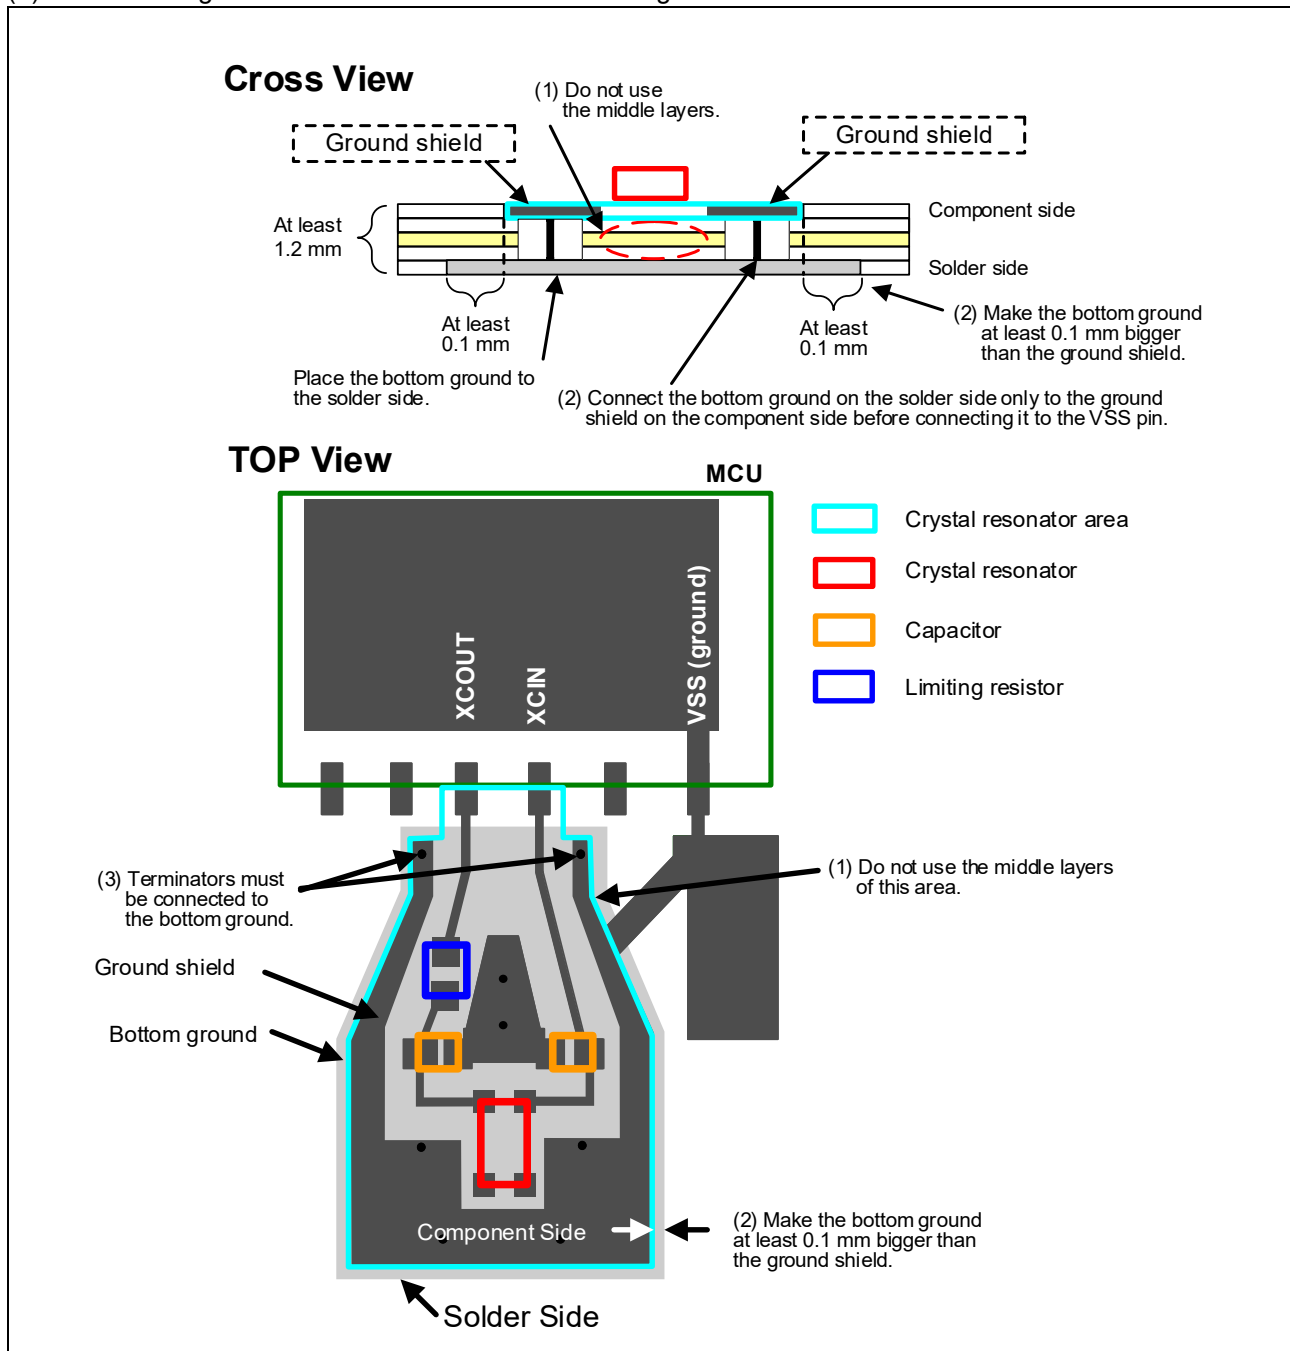 Cross View
(1) Do not use
the middle layers.
Ground shield
Ground shield
At least
1.2 mm
Component side
Solder side
At least
0.1 mm
At least
0.1 mm
(2) Make the bottom ground
at least 0.1 mm bigger
than the ground shield.
Place the bottom ground to
the solder side.
(2) Connect the bottom ground on the solder side only to the ground
shield on the component side before connecting it to the VSS pin.
TOP View
MCU
XCOUT
XCIN
VSS (ground)
Crystal resonator area
Crystal resonator
Capacitor
Limiting resistor
(3) Terminators must
be connected to
the bottom ground.
(1) Do not use the middle layers
of this area.
Ground shield
Bottom ground
Component Side
(2) Make the bottom ground
at least 0.1 mm bigger than
the ground shield.
Solder Side